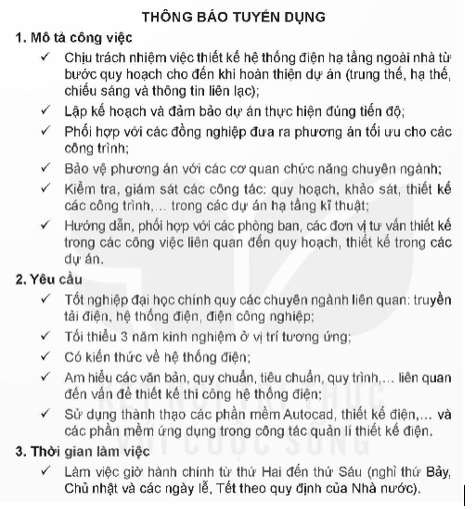 THÔNG BÁO TUYỂN DỤNG
1. Mô tả công việc
✓ Chịu trách nhiệm việc thiết kế hệ thống điện hạ tầng ngoài nhà từ
bước quy hoạch cho đến khi hoàn thiện dự án (trung thế, hạ thế,
chiếu sáng và thông tin liên lạc);
✓ Lập kế hoạch và đảm bảo dự án thực hiện đúng tiến độ;
✓ Phối hợp với các đồng nghiệp đưa ra phương án tối ưu cho các
công trình;
✓ Bảo vệ phương án với các cơ quan chức năng chuyên ngành;
✓ Kiểm tra, giám sát các công tác: quy hoạch, khảo sát, thiết kế
các công trình,... trong các dự án hạ tầng kĩ thuật;
✓ Hướng dẫn, phối hợp với các phòng ban, các đơn vị tư vấn thiết kế
trong các công việc liên quan đến quy hoạch, thiết kế trong các
dự án.
2. Yêu cầu
✓ Tốt nghiệp đại học chính quy các chuyên ngành liên quan: truyền
tải điện, hệ thống điện, điện công nghiệp;
✓ Tối thiểu 3 năm kinh nghiệm ở vị trí tương ứng;
✓ Có kiến thức về hệ thống điện;
✓ Am hiểu các văn bản, quy chuẩn, tiêu chuẩn, quy trình,... liên quan
đến vấn đề thiết kế thi công hệ thống điện;
✓ Sử dụng thành thạo các phần mềm Autocad, thiết kế điện,... và
các phần mềm ứng dụng trong công tác quản lí thiết kế điện.
3. Thời gian làm việc
✓ Làm việc giờ hành chính từ thứ Hai đến thứ Sáu (nghỉ thứ Bảy,
Chủ nhật và các ngày lễ, Tết theo quy định của Nhà nước).